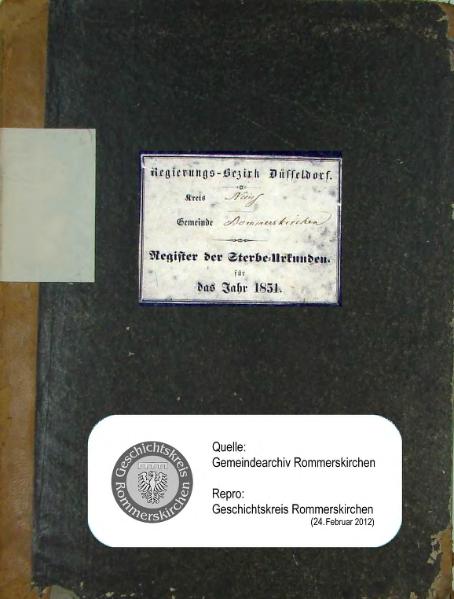 Regierungs-Bezirk Düsseldorf.
Kreis Neuß
Gemeinde Rommerskirchen
Register der Sterbe-Urkunden.
für
das Jahr 1851.
Geschichtskreis
Rommerskirchen
Quelle:
Gemeindearchiv Rommerskirchen
Repro:
Geschichtskreis Rommerskirchen
(24. Februar 2012)